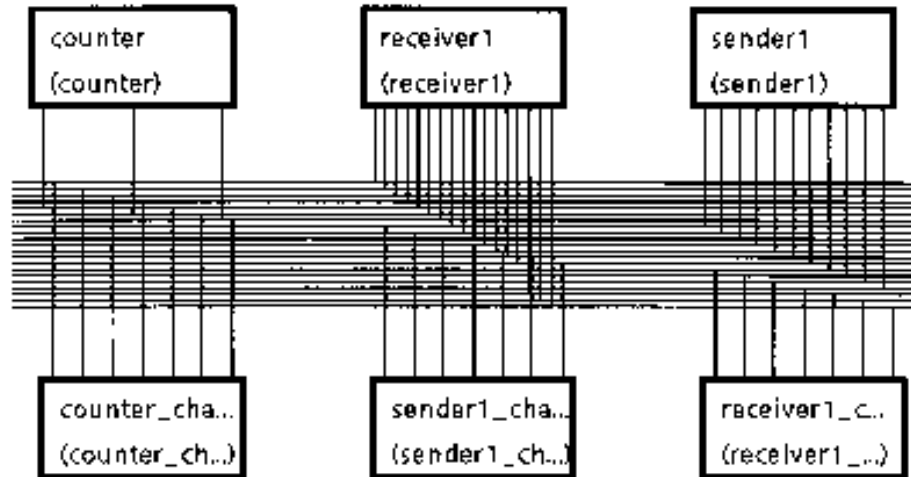 counter
(counter)
receiver1
(receiver1)
sender1
(sender1)
counter_cha...
(counter_ch...)
sender1_cha...
(sender1_ch...)
receiver1_c...
(receiver1_...)